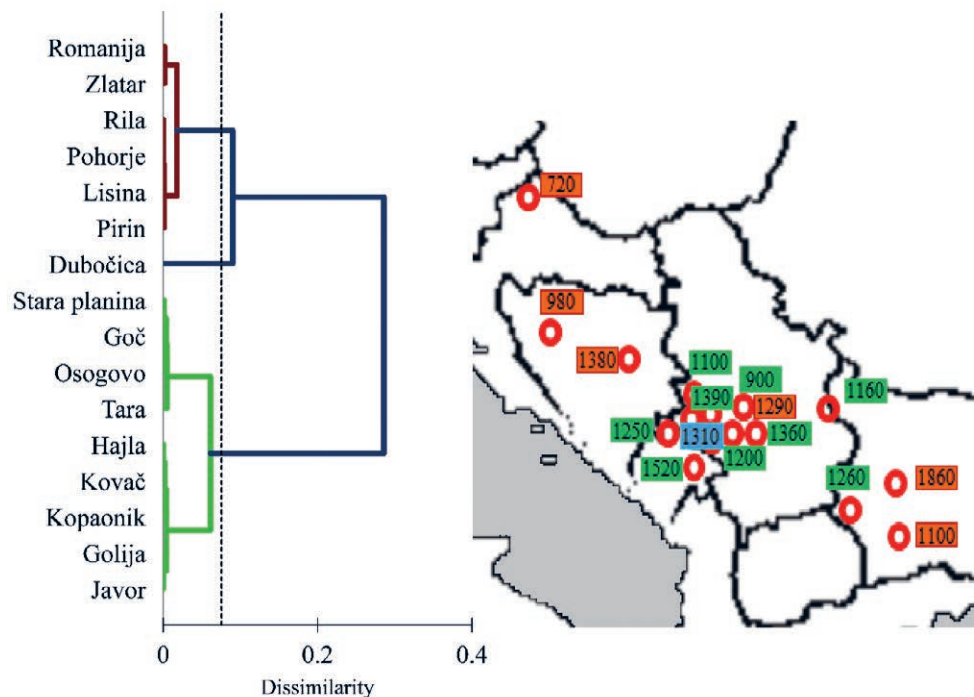 Romanija
Zlatar
Rila
Pohorje
Lisina
Pirin
Dubočica
Stara planina
Goč
Osogovo
Tara
Hajla
Kovač
Kopaonik
Golija
Javor
0
0.2
0.4
Dissimilarity
720
980
1380
1100
900
1160
1390
1290
1250
1310
1360
1520
1200
1260
1860
1100